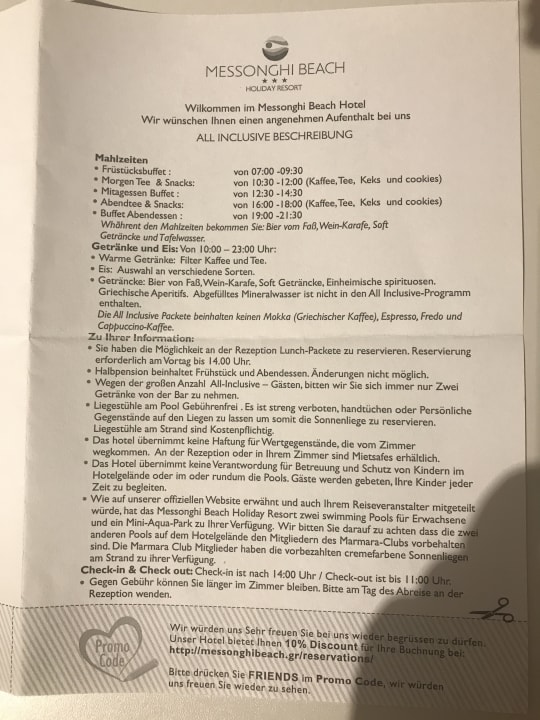 MESSONGHI BEACH
★ ★ ★
HOLIDAY RESORT
Wilkommen im Messonghi Beach Hotel
Wir wünschen Ihnen einen angenehmen Aufenthalt bei uns
ALL INCLUSIVE BESCHREIBUNG
Mahlzeiten
• Früstücksbuffet : von 07:00 -09:30
• Morgen Tee & Snacks: von 10:30 -12:00 (Kaffee,Tee, Keks und cookies)
• Mitagessen Buffet : von 12:30 -14:30
• Abendtee & Snacks: von 16:00 -18:00 (Kaffee,Tee, Keks und cookies)
• Buffet Abendessen : von 19:00 -21:30
Whährent den Mahlzeiten bekommen Sie: Bier vom Faß,Wein-Karafe, Soft
Geträncke und Tafelwasser.
Getränke und Eis: Von 10:00 – 23:00 Uhr:
• Warme Getränke: Filter Kaffee und Tee.
• Eis: Auswahl an verschiedene Sorten.
• Geträncke: Bier von Faß,Wein-Karafe, Soft Geträncke, Einheimische spirituosen.
Griechische Aperitifs. Abgefülltes Mineralwasser ist nicht in den All Inclusive-Programm
enthalten.
Die All Inclusive Packete beinhalten keinen Mokka (Griechischer Kaffee), Espresso, Fredo und
Cappuccino-Kaffee.
Zu Ihrer Information:
• Sie haben die Möglichkeit an der Rezeption Lunch-Packete zu reservieren. Reservierung
erforderlich am Vortag bis 14.00 Uhr.
• Halbpension beinhaltet Frühstück und Abendessen. Änderungen nicht möglich.
• Wegen der großen Anzahl All-Inclusive – Gästen, bitten wir Sie sich immer nur Zwei
Getränke von der Bar zu nehmen.
• Liegestühle am Pool Gebührenfrei . Es ist streng verboten, handtüchen oder Persönliche
Gegenstände auf den Liegen zu lassen um somit die Sonnenliege zu reservieren.
Liegestühle am Strand sind Kostenpflichtig.
• Das hotel übernimmt keine Haftung für Wertgegenstände, die vom Zimmer
wegkommen. An der Rezeption oder in Ihrem Zimmer sind Mietsafes erhältlich.
• Das Hotel übernimmt keine Verantwordung für Betreuung und Schutz von Kindern im
Hotelgelände oder im oder rundum die Pools. Gäste werden gebeten, Ihre Kinder jeder
Zeit zu begleiten.
• Wie auf unserer offiziellen Website erwähnt und auch Ihrem Reiseveranstalter mitgeteilt
würde, hat das Messonghi Beach Holiday Resort zwei swimming Pools für Erwachsene
und ein Mini-Aqua-Park zu Ihrer Verfügung. Wir bitten Sie darauf zu achten dass die zwei
anderen Pools auf dem Hotelgelände den Mitgliedern des Marmara-Clubs vorbehalten
sind. Die Marmara Club Mitglieder haben die vorbezahlten cremefarbene Sonnenliegen
am Strand zu ihrer Verfügung. .
Check-in & Check out: Check-in ist nach 14:00 Uhr / Check-out ist bis 11:00 Uhr.
• Gegen Gebühr können Sie länger im Zimmer bleiben. Bitte am Tag des Abreise an der
Rezeption wenden.
Promo
Code
Wir würden uns Sehr freuen Sie bei uns wieder begrüssen zu dürfen.
Unser Hotel bietet Ihnen 10% Discount für Ihre Buchnung bei:
http://messonghibeach.gr/reservations/
Bitte drücken Sie FRIENDS im Promo Code, wir würden
uns freuen Sie wieder zu sehen.